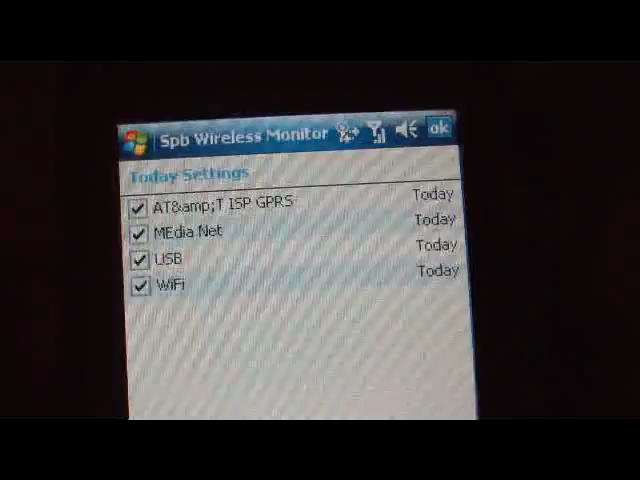 Spb Wireless Monitor ok
Today Settings
AT&amp;T ISP GPRS Today
MEdia Net Today
USB Today
WiFi Today